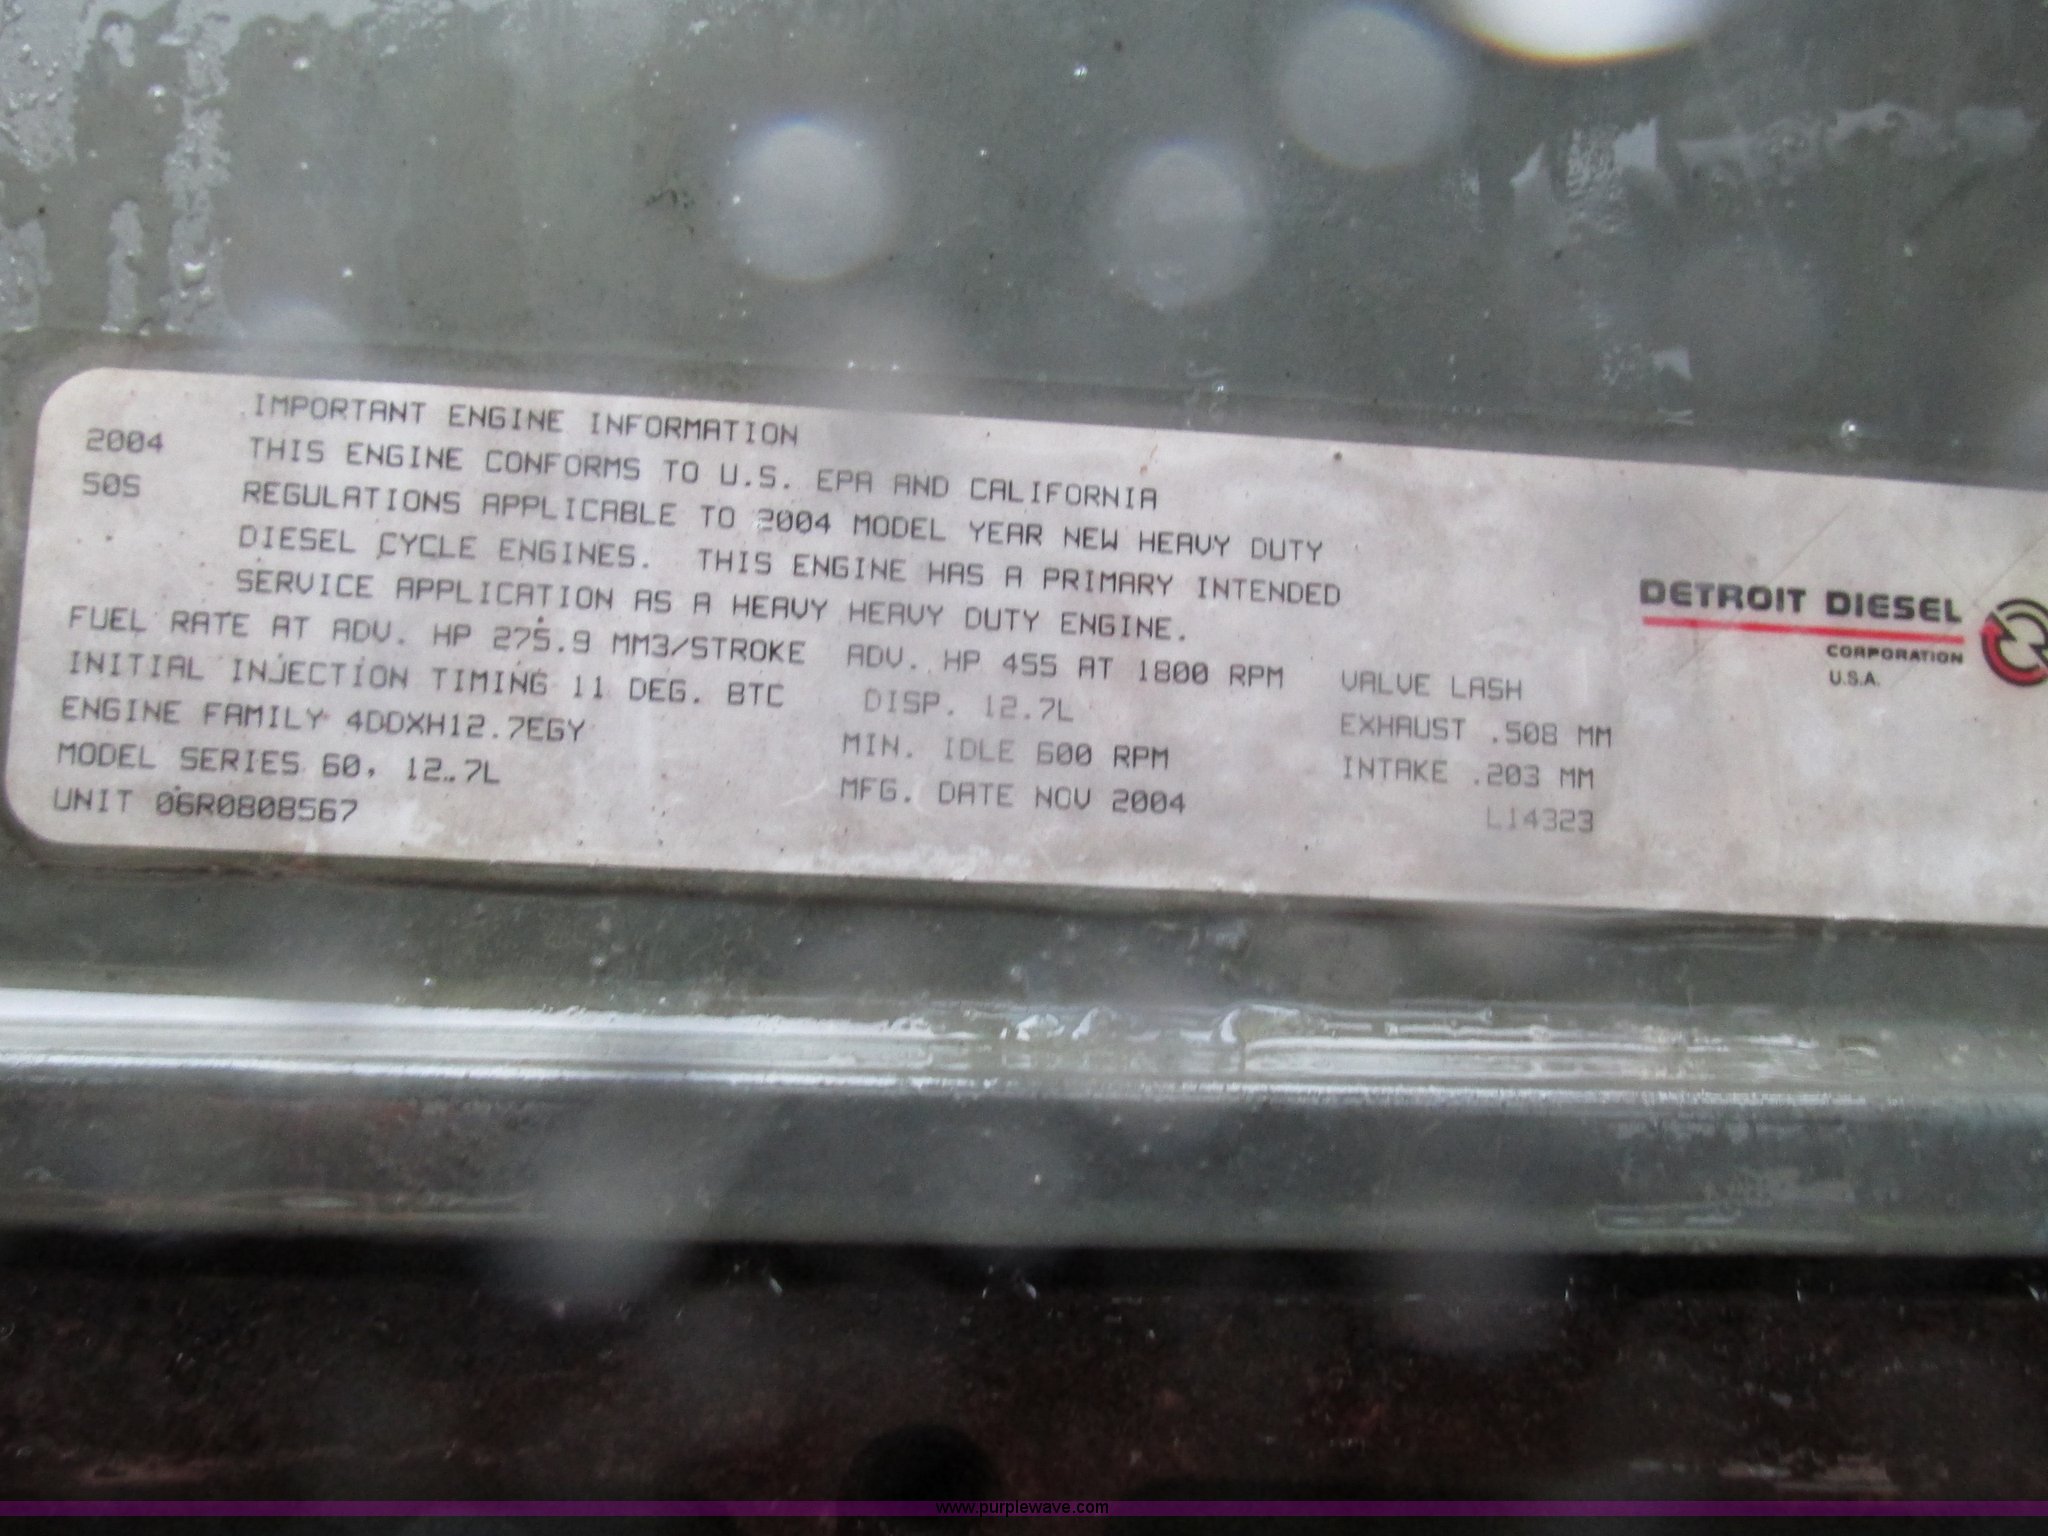 IMPORTANT ENGINE INFORMATION
2004 THIS ENGINE CONFORMS TO U.S. EPA AND CALIFORNIA
50S REGULATIONS APPLICABLE TO 2004 MODEL YEAR NEW HEAVY DUTY
DIESEL CYCLE ENGINES. THIS ENGINE HAS A PRIMARY INTENDED
SERVICE APPLICATION AS A HEAVY HEAVY DUTY ENGINE.
FUEL RATE AT ADV. HP 275.9 MM3/STROKE ADV. HP 455 AT 1800 RPM VALVE LASH
INITIAL INJECTION TIMING 11 DEG. BTC DISP. 12.7L EXHAUST .508 MM
ENGINE FAMILY 4DDXH12.7EGY MIN. IDLE 600 RPM INTAKE .203 MM
MODEL SERIES 60, 12.7L MFG. DATE NOV 2004 L14323
UNIT 06R0808567
DETROIT DIESEL
CORPORATION
U.S.A.
www.purplewave.com